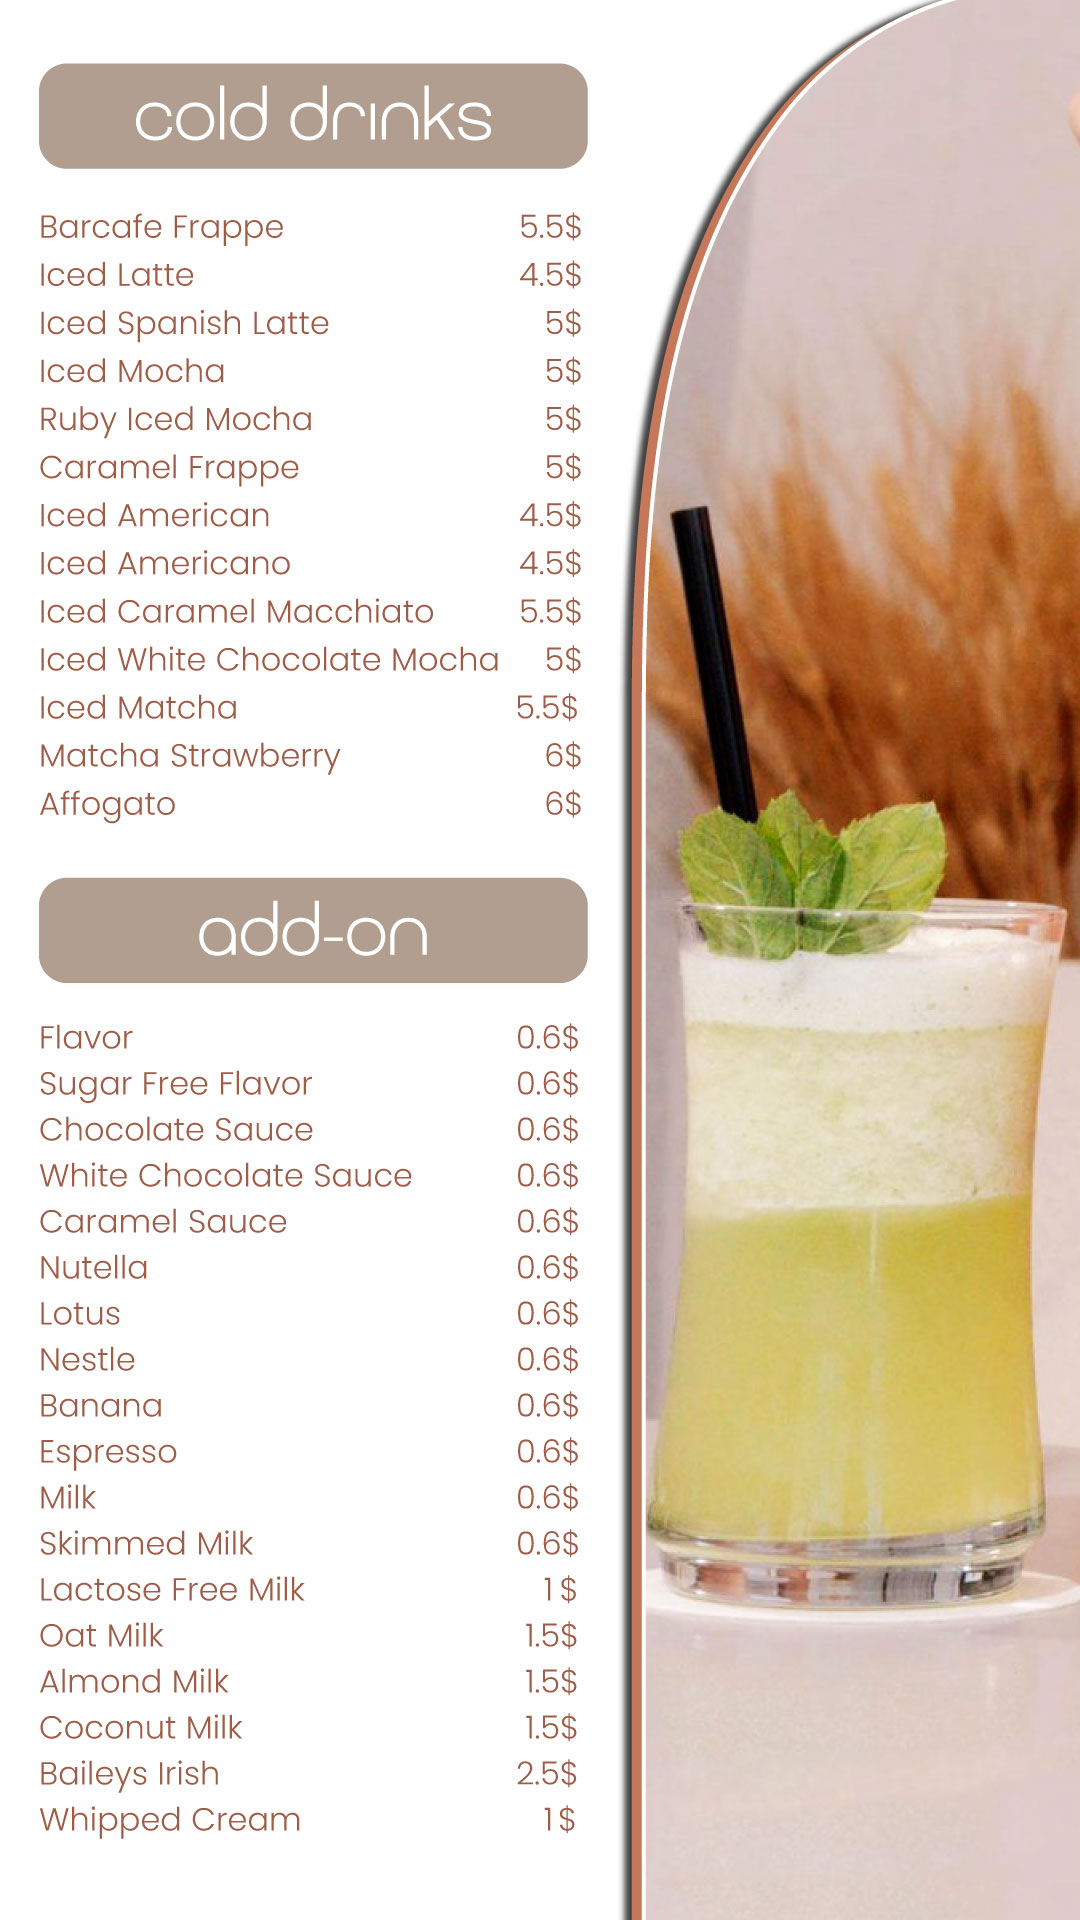 cold drinks
Barcafe Frappe 5.5$
Iced Latte 4.5$
Iced Spanish Latte 5$
Iced Mocha 5$
Ruby Iced Mocha 5$
Caramel Frappe 5$
Iced American 4.5$
Iced Americano 4.5$
Iced Caramel Macchiato 5.5$
Iced White Chocolate Mocha 5$
Iced Matcha 5.5$
Matcha Strawberry 6$
Affogato 6$
add-on
Flavor 0.6$
Sugar Free Flavor 0.6$
Chocolate Sauce 0.6$
White Chocolate Sauce 0.6$
Caramel Sauce 0.6$
Nutella 0.6$
Lotus 0.6$
Nestle 0.6$
Banana 0.6$
Espresso 0.6$
Milk 0.6$
Skimmed Milk 0.6$
Lactose Free Milk 1$
Oat Milk 1.5$
Almond Milk 1.5$
Coconut Milk 1.5$
Baileys Irish 2.5$
Whipped Cream 1$